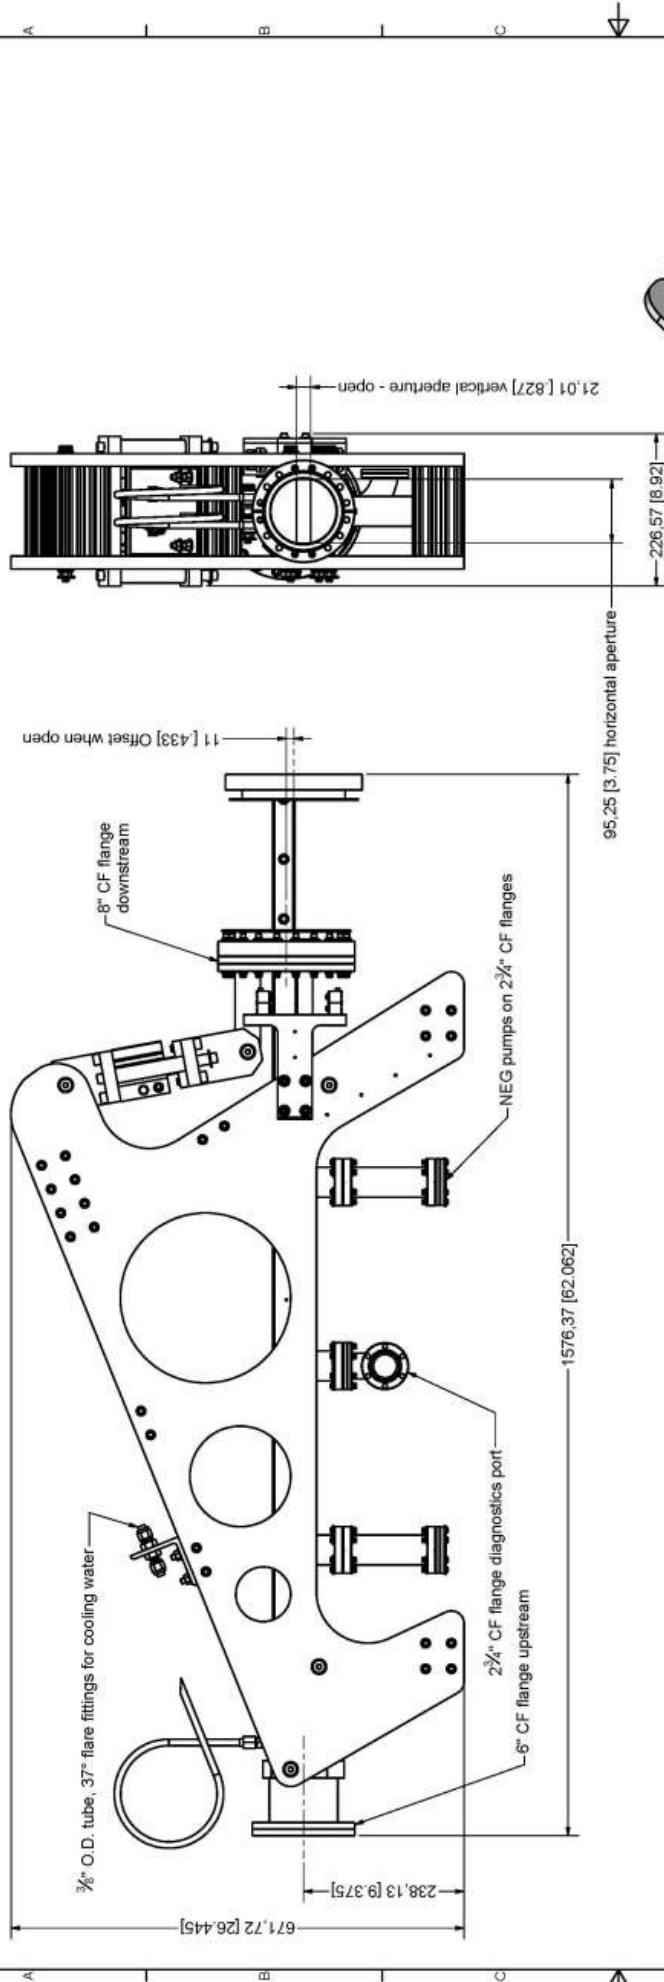 A
B
C
21,01 [.827] vertical aperture - open
226,57 [8.92]
95,25 [3.75] horizontal aperture
11 [.433] Offset when open
8" CF flange
downstream
NEG pumps on 2¾" CF flanges
1576,37 [62.062]
⅜" O.D. tube, 37° flare fittings for cooling water
2¾" CF flange diagnostics port
6" CF flange upstream
238,13 [9.375]
671,72 [26.445]
A
B
C